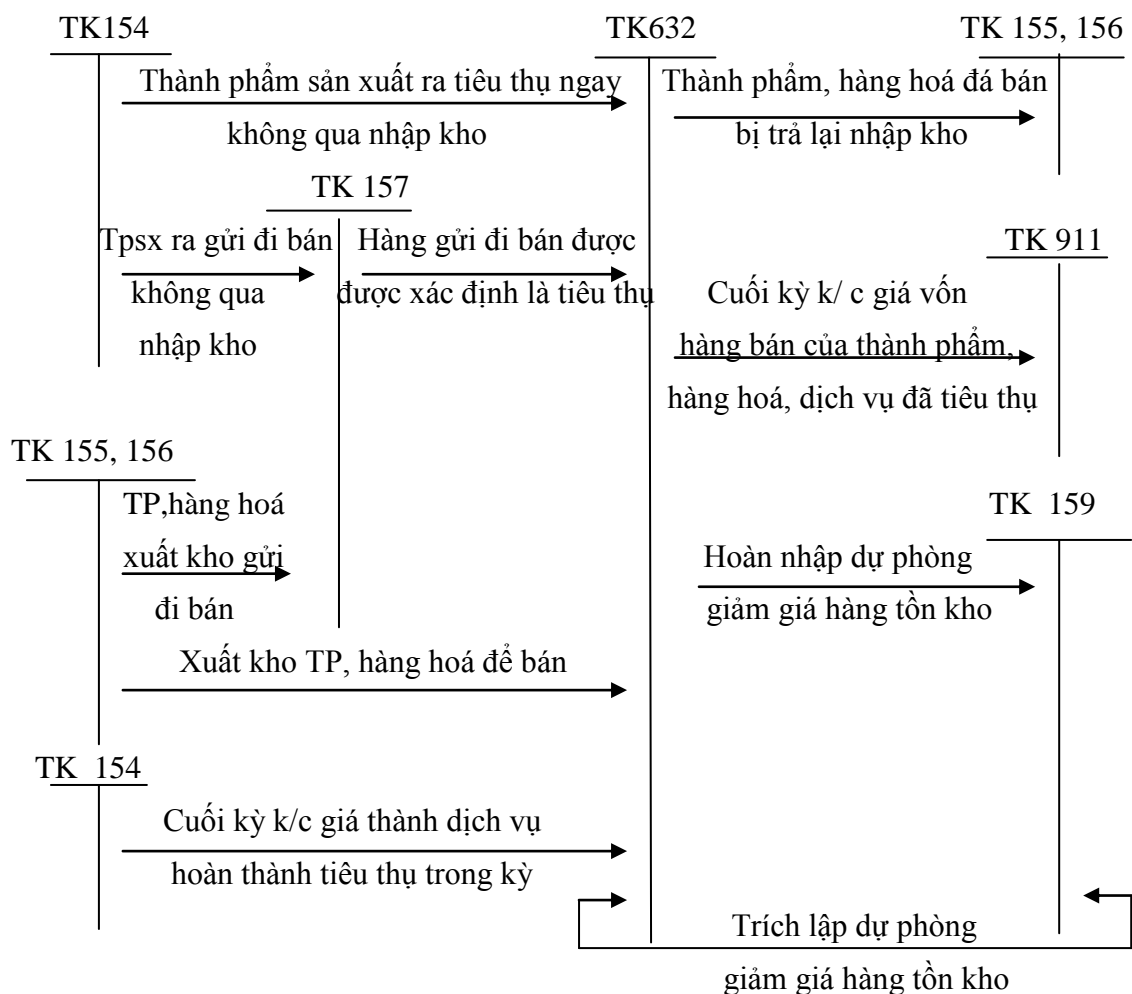 TK154
TK632
TK 155, 156
Thành phẩm sản xuất ra tiêu thụ ngay
không qua nhập kho
Thành phẩm, hàng hoá đá bán
bị trả lại nhập kho
TK 157
Tpsx ra gửi đi bán
không qua
nhập kho
Hàng gửi đi bán được
được xác định là tiêu thụ
TK 911
Cuối kỳ k/ c giá vốn
hàng bán của thành phẩm,
hàng hoá, dịch vụ đã tiêu thụ
TK 155, 156
TP,hàng hoá
xuất kho gửi
đi bán
TK 159
Hoàn nhập dự phòng
giảm giá hàng tồn kho
Xuất kho TP, hàng hoá để bán
TK 154
Cuối kỳ k/c giá thành dịch vụ
hoàn thành tiêu thụ trong kỳ
Trích lập dự phòng
giảm giá hàng tồn kho